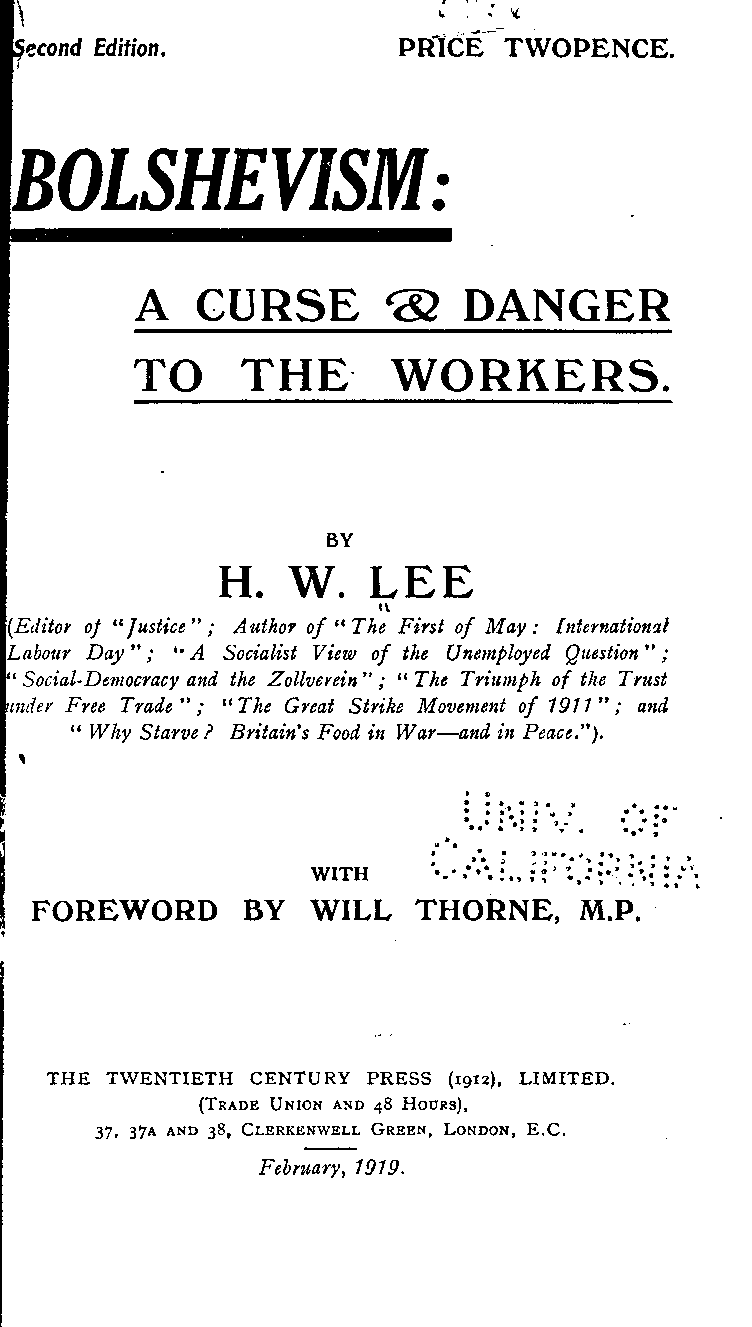 Second Edition. PRICE TWOPENCE.
BOLSHEVISM:
A CURSE & DANGER
TO THE WORKERS.
BY
H. W. LEE
(Editor of "Justice"; Author of "The First of May: International
Labour Day"; "A Socialist View of the Unemployed Question";
"Social-Democracy and the Zollverein"; "The Triumph of the Trust
under Free Trade"; "The Great Strike Movement of 1911"; and
"Why Starve? Britain's Food in War—and in Peace.").
UNIV. OF
CALIFORNIA
WITH
FOREWORD BY WILL THORNE, M.P.
THE TWENTIETH CENTURY PRESS (1912), LIMITED.
(TRADE UNION AND 48 HOURS),
37, 37A AND 38, CLERKENWELL GREEN, LONDON, E.C.
February, 1919.